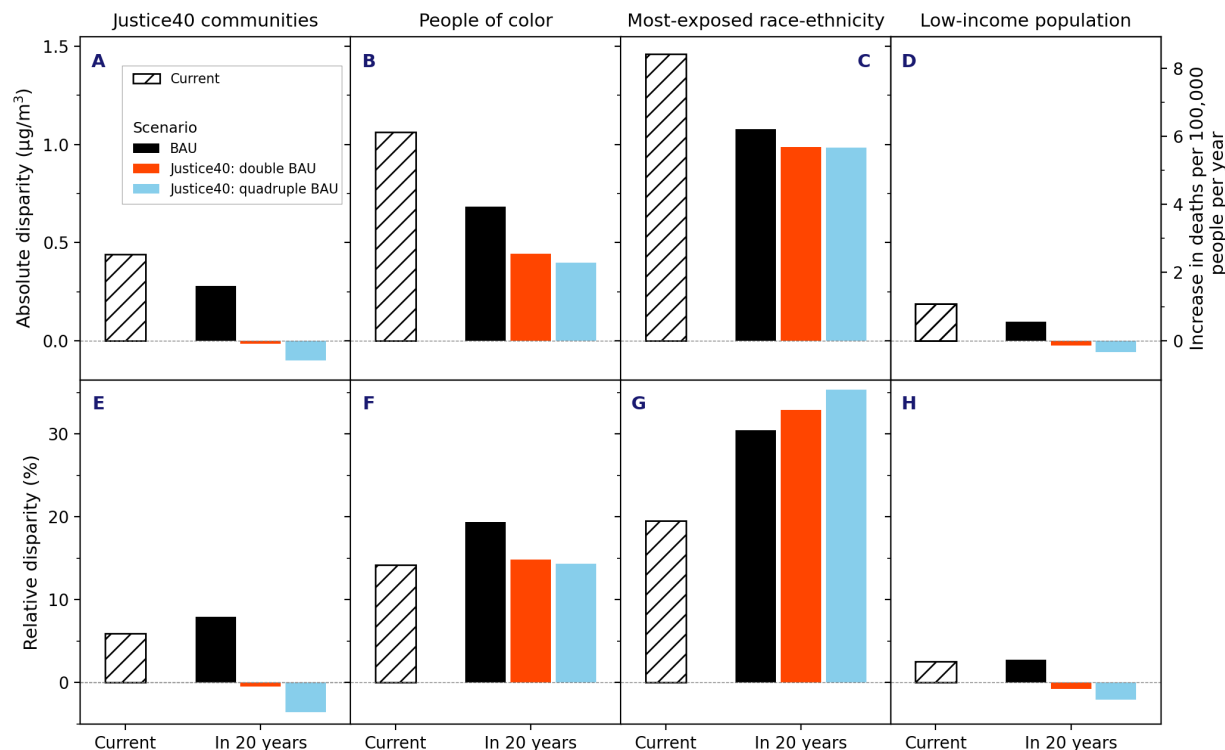 Justice40 communities
People of color
Most-exposed race-ethnicity
Low-income population
A
B
C
D
Current
Scenario
BAU
Justice40: double BAU
Justice40: quadruple BAU
Absolute disparity (μg/m³)
1.5
1.0
0.5
0.0
8
6
4
2
0
Increase in deaths per 100,000
people per year
E
F
G
H
Relative disparity (%)
30
20
10
0
Current
In 20 years
Current
In 20 years
Current
In 20 years
Current
In 20 years